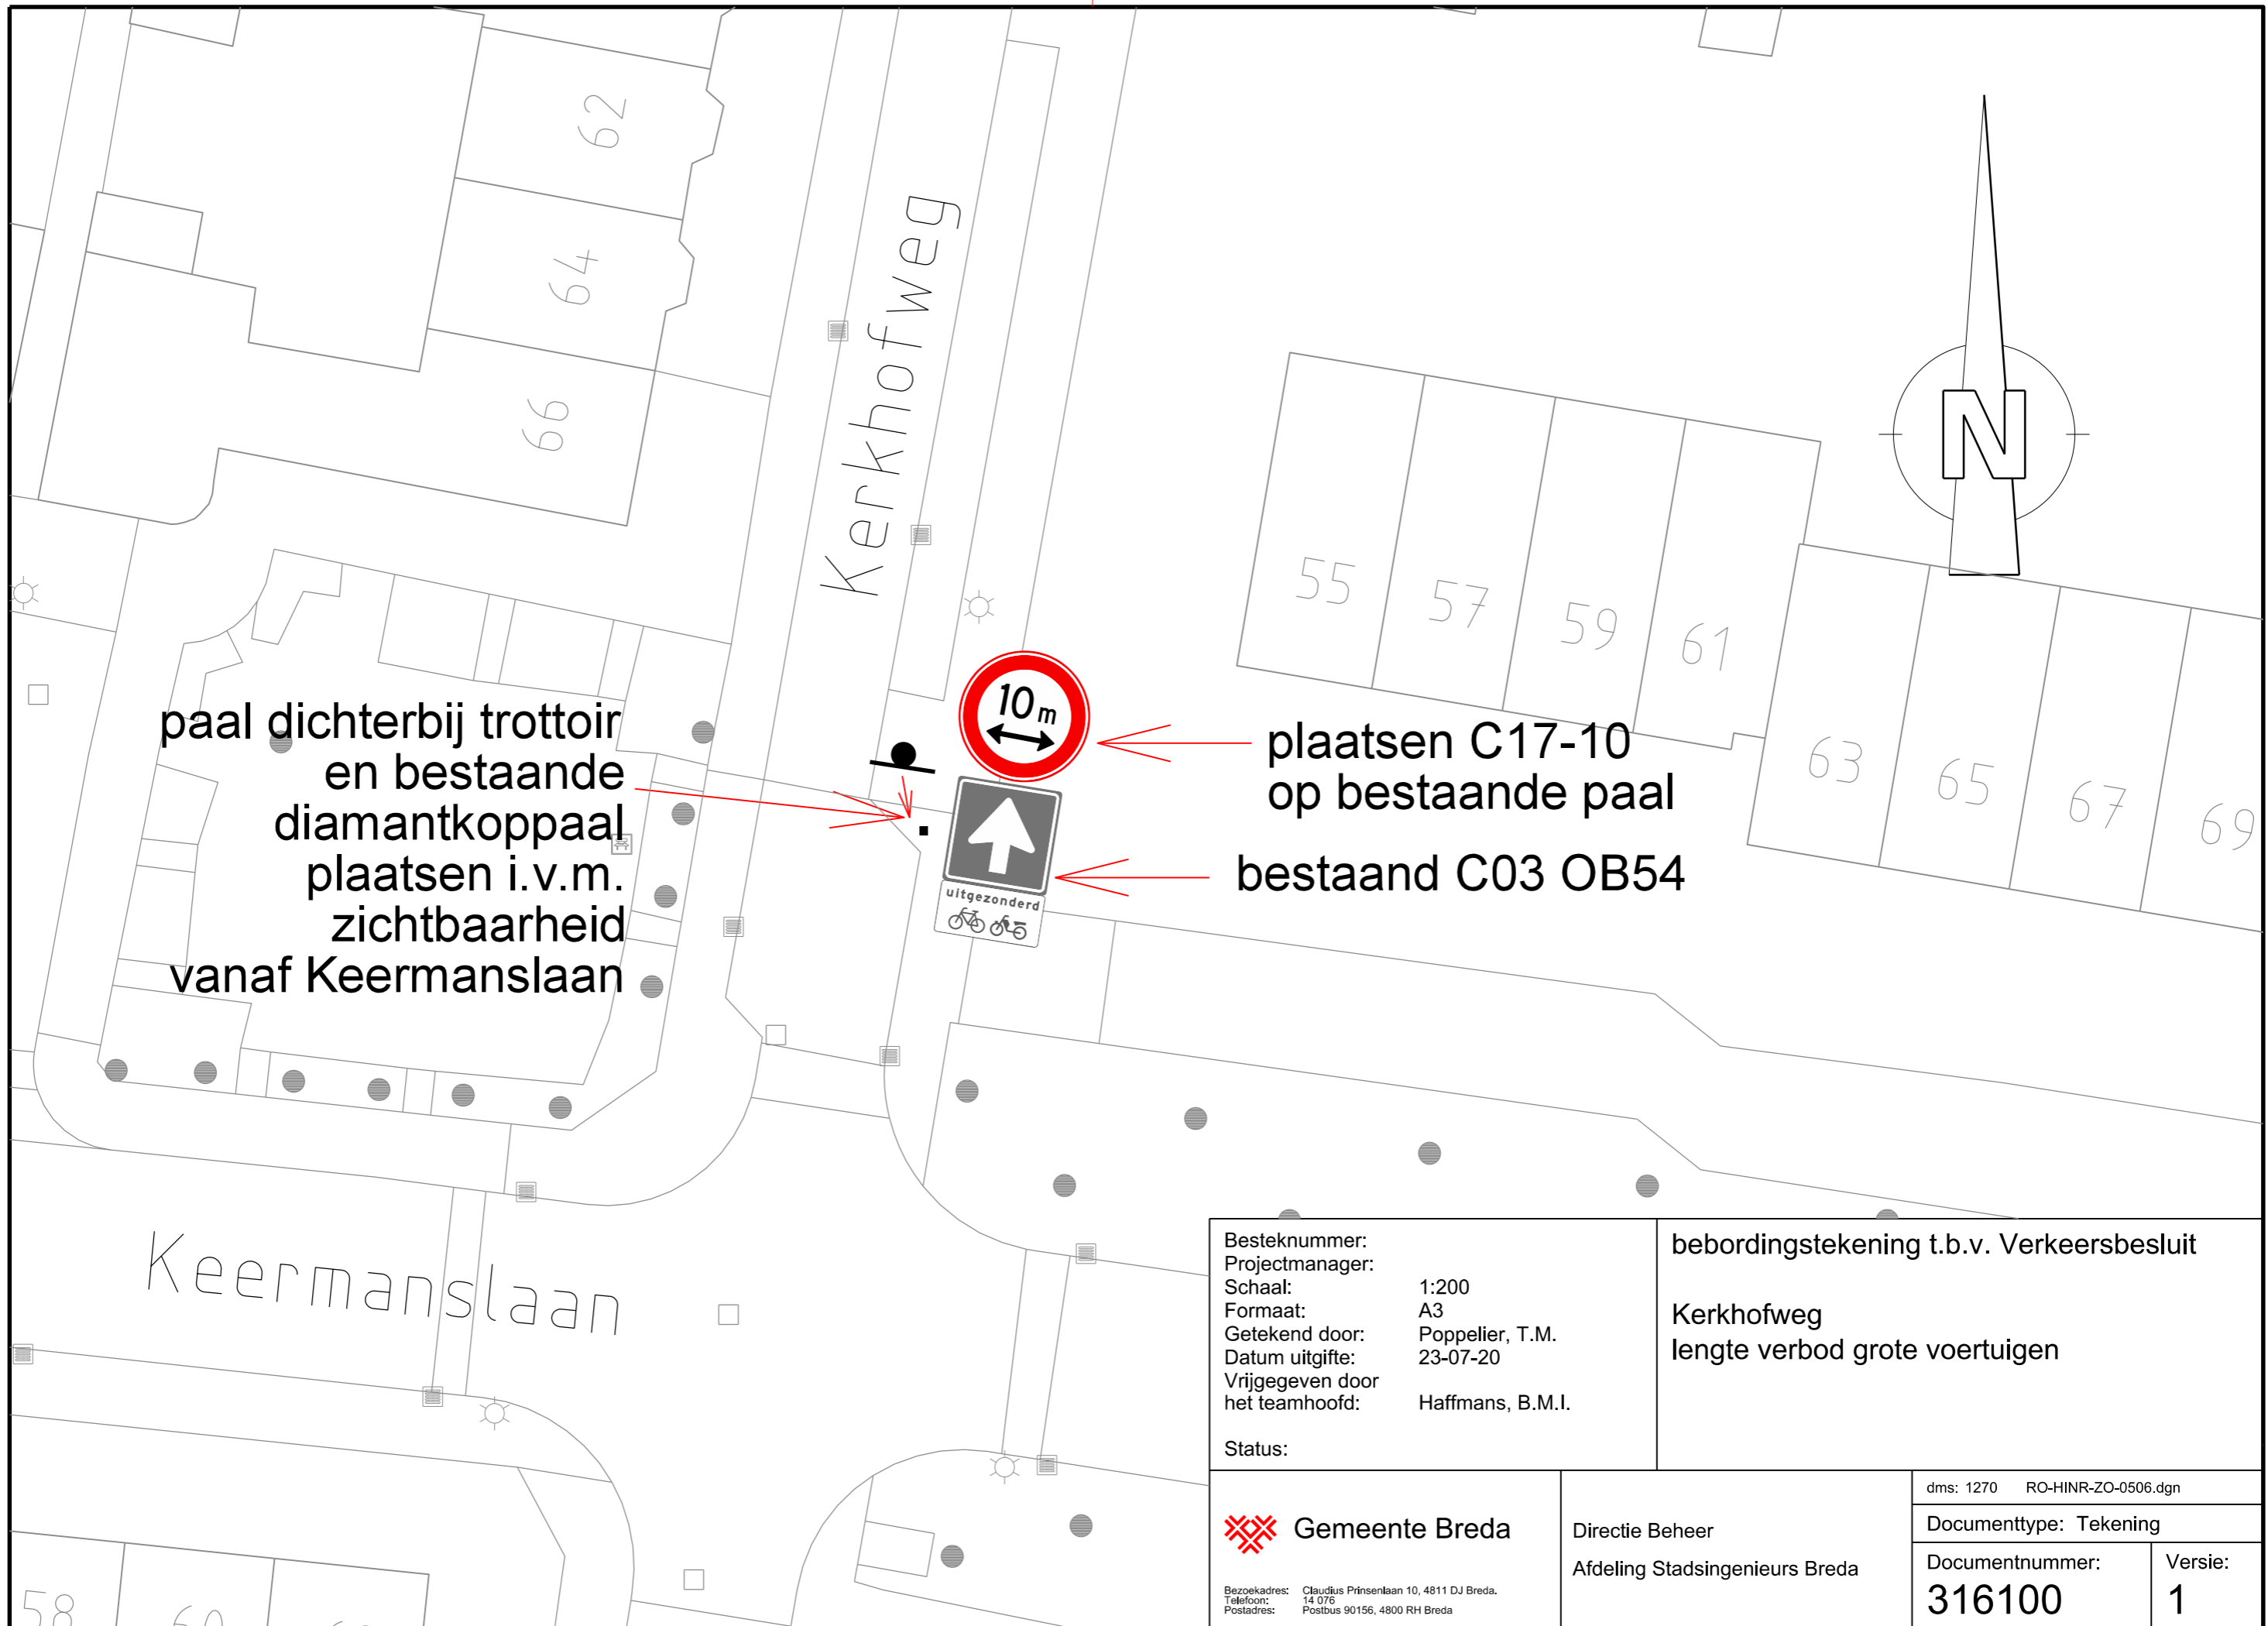 62
64
66
Kerkhofweg
55
57
59
61
63
65
67
69
N
10 m
uitgezonderd
paal dichterbij trottoir
en bestaande
diamantkoppaal
plaatsen i.v.m.
zichtbaarheid
vanaf Keermanslaan
plaatsen C17-10
op bestaande paal
bestaand C03 OB54
Keermanslaan
58
Besteknummer:
Projectmanager:
Schaal: 1:200
Formaat: A3
Getekend door: Poppelier, T.M.
Datum uitgifte: 23-07-20
Vrijgegeven door
het teamhoofd: Haffmans, B.M.I.
Status:
bebordingstekening t.b.v. Verkeersbesluit
Kerkhofweg
lengte verbod grote voertuigen
Gemeente Breda
Bezoekadres: Claudius Prinsenlaan 10, 4811 DJ Breda.
Telefoon: 14 076
Postadres: Postbus 90156, 4800 RH Breda
Directie Beheer
Afdeling Stadsingenieurs Breda
dms: 1270 RO-HINR-ZO-0506.dgn
Documenttype: Tekening
Documentnummer:
316100
Versie:
1